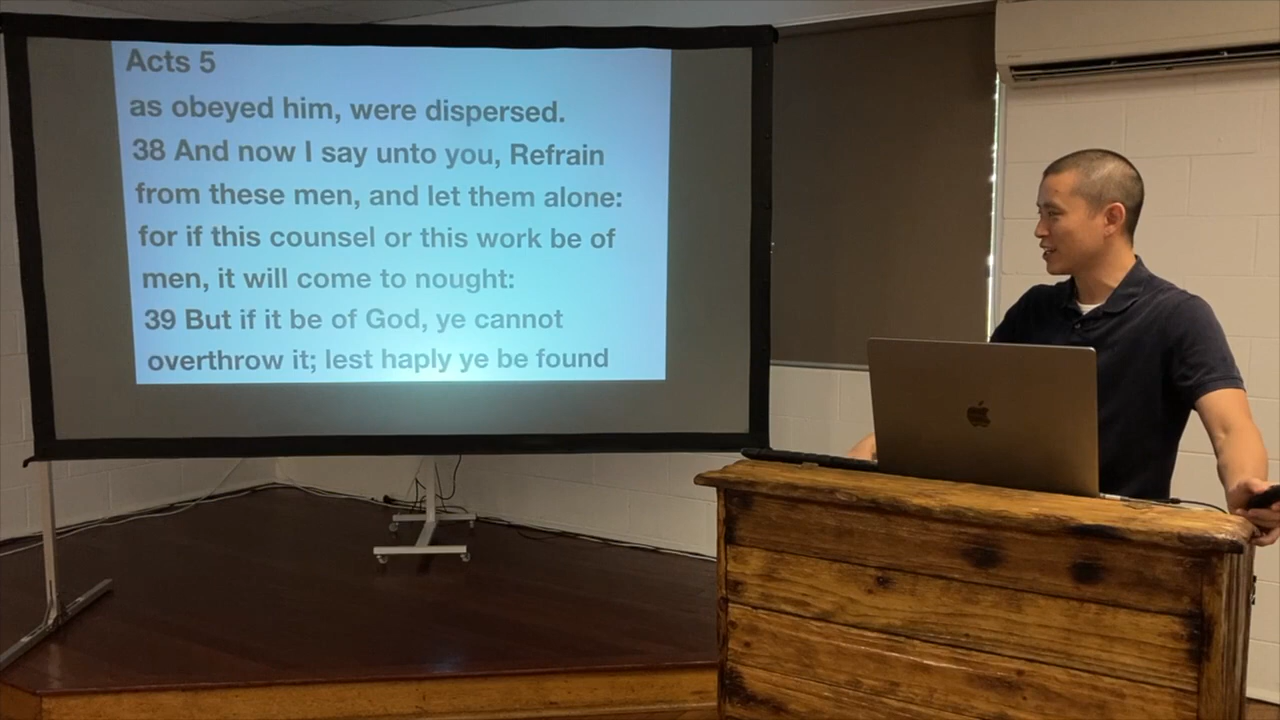 Acts 5
as obeyed him, were dispersed.
38 And now I say unto you, Refrain
from these men, and let them alone:
for if this counsel or this work be of
men, it will come to nought:
39 But if it be of God, ye cannot
overthrow it; lest haply ye be found